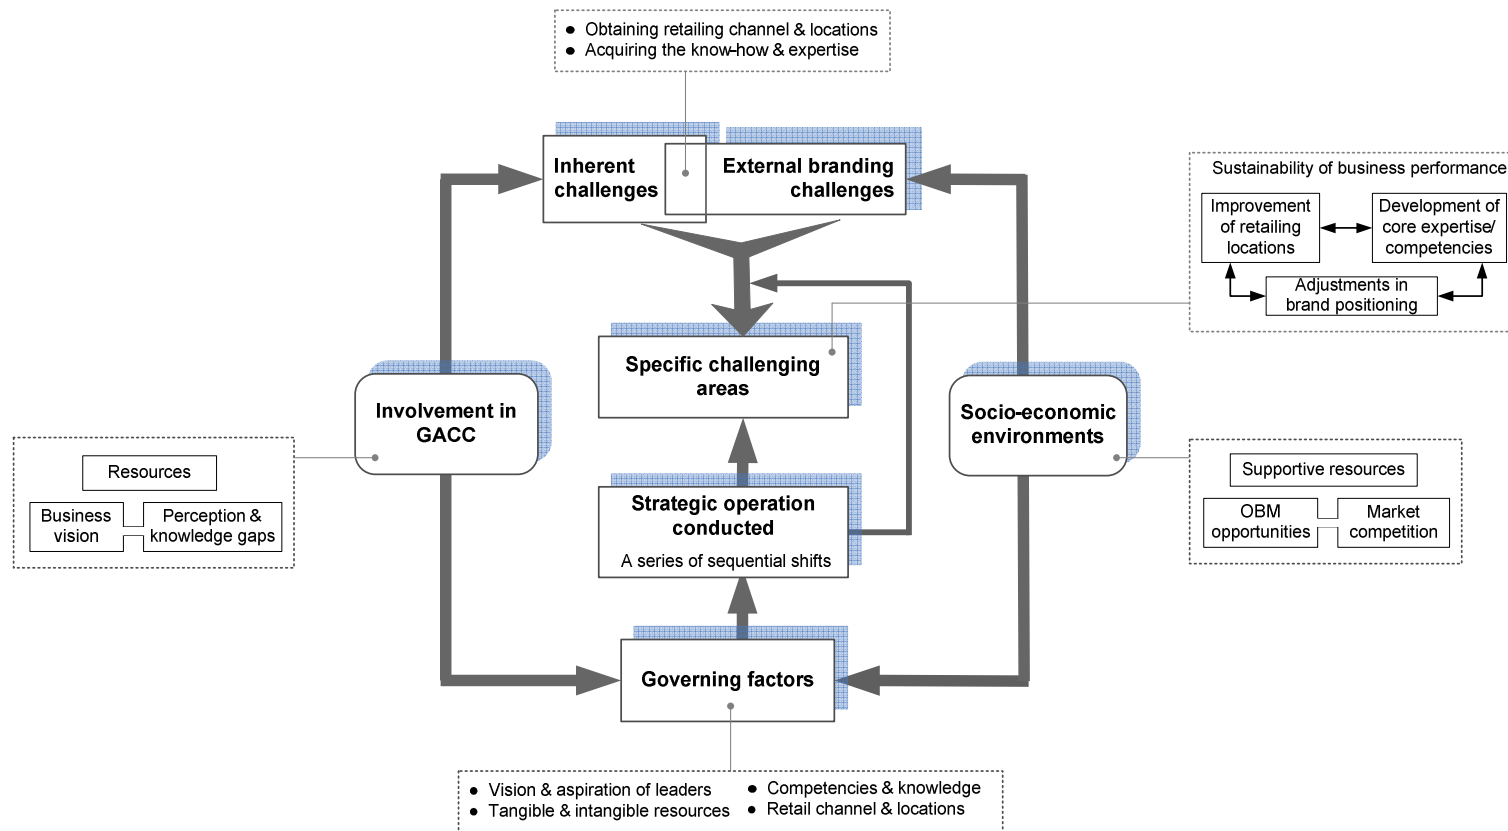 ● Obtaining retailing channel & locations
● Acquiring the know-how & expertise
Inherent
challenges
External branding
challenges
Sustainability of business performance
Improvement
of retailing
locations
Development of
core expertise/
competencies
Adjustments in
brand positioning
Specific challenging
areas
Involvement in
GACC
Socio-economic
environments
Resources
Business
vision
Perception &
knowledge gaps
Supportive resources
OBM
opportunities
Market
competition
Strategic operation
conducted
A series of sequential shifts
Governing factors
● Vision & aspiration of leaders
● Tangible & intangible resources
● Competencies & knowledge
● Retail channel & locations